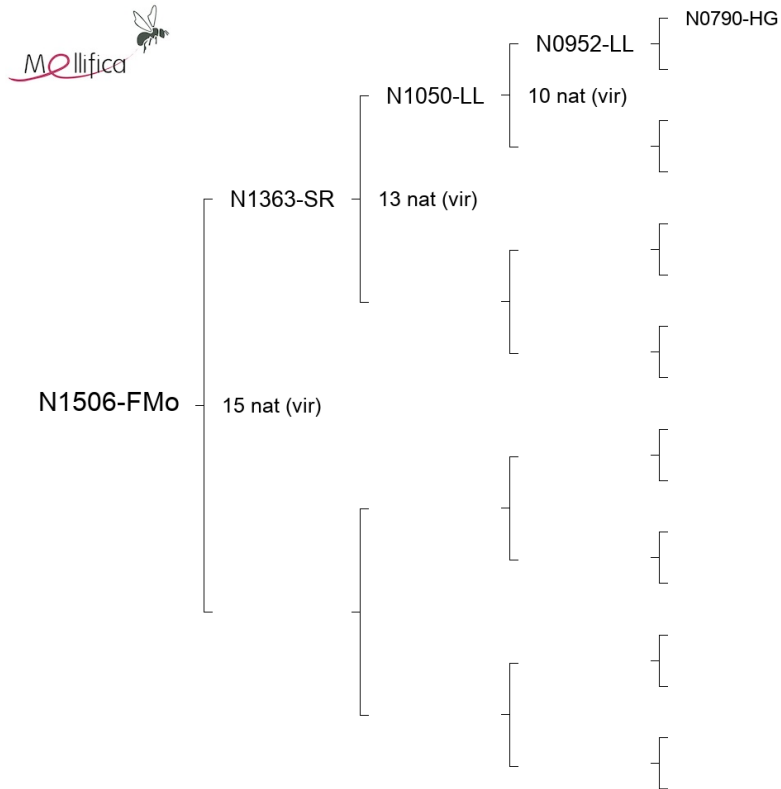 Mellifica
N0790-HG
N0952-LL
N1050-LL
10 nat (vir)
N1363-SR
13 nat (vir)
N1506-FMo
15 nat (vir)